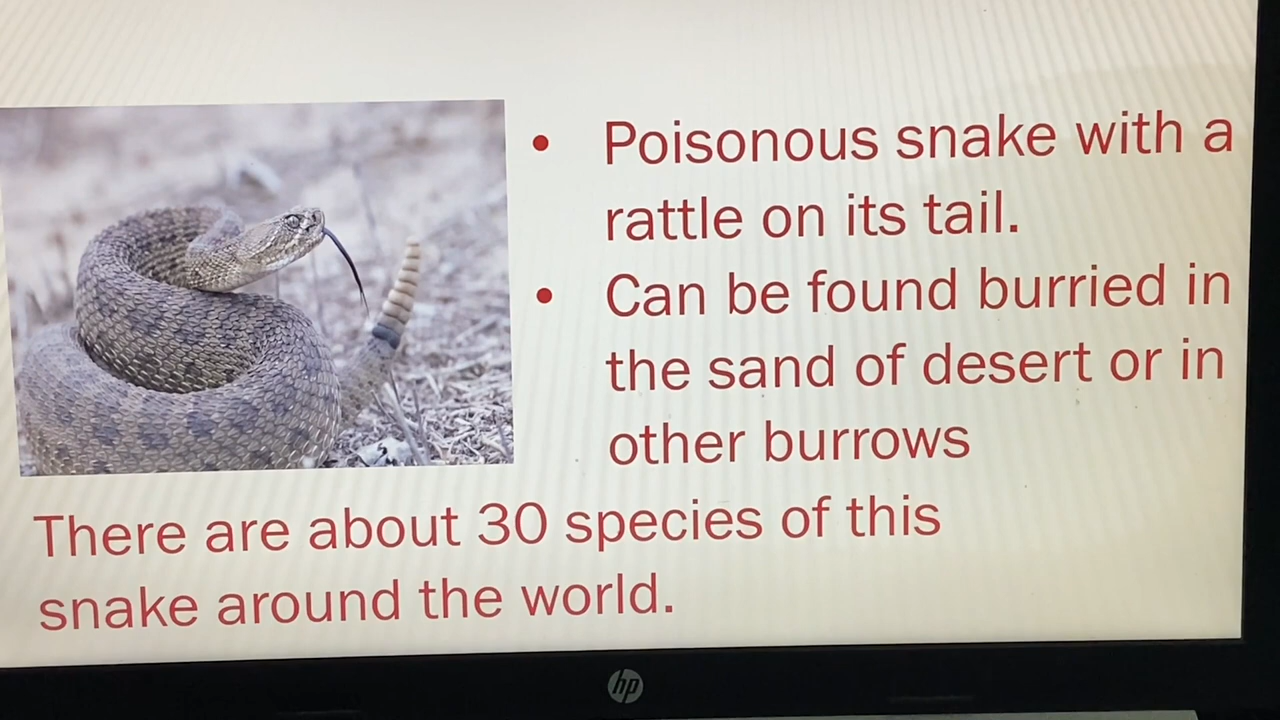 • Poisonous snake with a
rattle on its tail.
• Can be found burried in
the sand of desert or in
other burrows
There are about 30 species of this
snake around the world.
hp